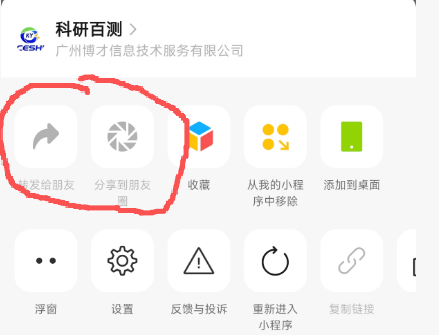 科研百测
广州博才信息技术服务有限公司
KY
CESHI
转发给朋友
分享到朋友
圈
收藏
从我的小程
序中移除
添加到桌面
浮窗
设置
反馈与投诉
重新进入
小程序
复制链接